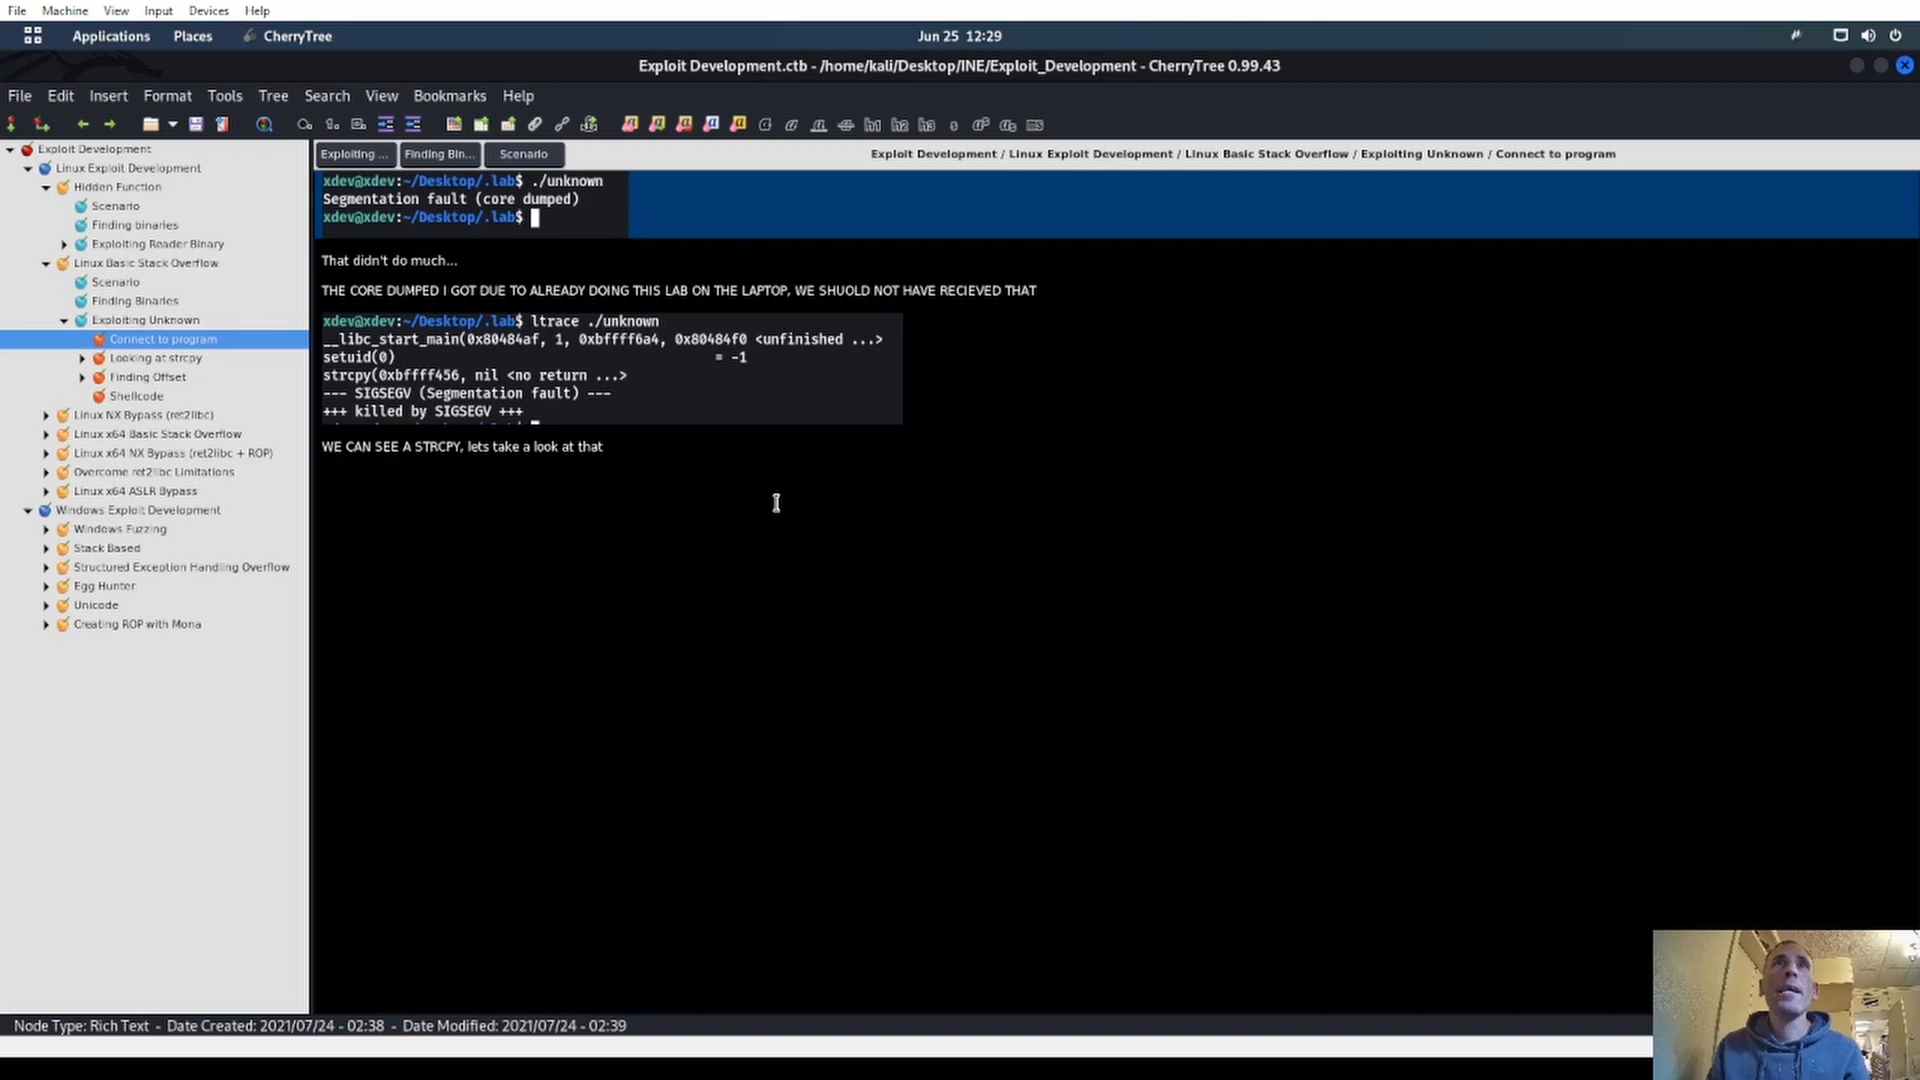 File Machine View Input Devices Help
Applications Places CherryTree Jun 25 12:29
Exploit Development.ctb - /home/kali/Desktop/INE/Exploit_Development - CherryTree 0.99.43
File Edit Insert Format Tools Tree Search View Bookmarks Help
Exploit Development
Linux Exploit Development
Hidden Function
Scenario
Finding binaries
Exploiting Reader Binary
Linux Basic Stack Overflow
Scenario
Finding Binaries
Exploiting Unknown
Connect to program
Looking at strcpy
Finding Offset
Shellcode
Linux NX Bypass (ret2libc)
Linux x64 Basic Stack Overflow
Linux x64 NX Bypass (ret2libc + ROP)
Overcome ret2libc Limitations
Linux x64 ASLR Bypass
Windows Exploit Development
Windows Fuzzing
Stack Based
Structured Exception Handling Overflow
Egg Hunter
Unicode
Creating ROP with Mona
Exploiting ... Finding Bin... Scenario Exploit Development / Linux Exploit Development / Linux Basic Stack Overflow / Exploiting Unknown / Connect to program
xdev@xdev:~/Desktop/.lab$ ./unknown
Segmentation fault (core dumped)
xdev@xdev:~/Desktop/.lab$
That didn't do much...
THE CORE DUMPED I GOT DUE TO ALREADY DOING THIS LAB ON THE LAPTOP, WE SHUOLD NOT HAVE RECIEVED THAT
xdev@xdev:~/Desktop/.lab$ ltrace ./unknown
__libc_start_main(0x80484af, 1, 0xbffff6a4, 0x80484f0 <unfinished ...>
setuid(0) = -1
strcpy(0xbffff456, nil <no return ...>
--- SIGSEGV (Segmentation fault) ---
+++ killed by SIGSEGV +++
WE CAN SEE A STRCPY, lets take a look at that
Node Type: Rich Text - Date Created: 2021/07/24 - 02:38 - Date Modified: 2021/07/24 - 02:39